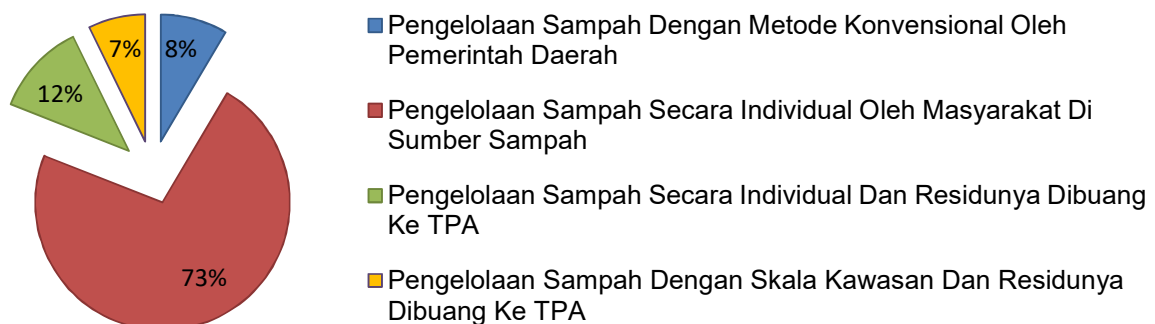 7%
8%
12%
73%
Pengelolaan Sampah Dengan Metode Konvensional Oleh
Pemerintah Daerah
Pengelolaan Sampah Secara Individual Oleh Masyarakat Di
Sumber Sampah
Pengelolaan Sampah Secara Individual Dan Residunya Dibuang
Ke TPA
Pengelolaan Sampah Dengan Skala Kawasan Dan Residunya
Dibuang Ke TPA